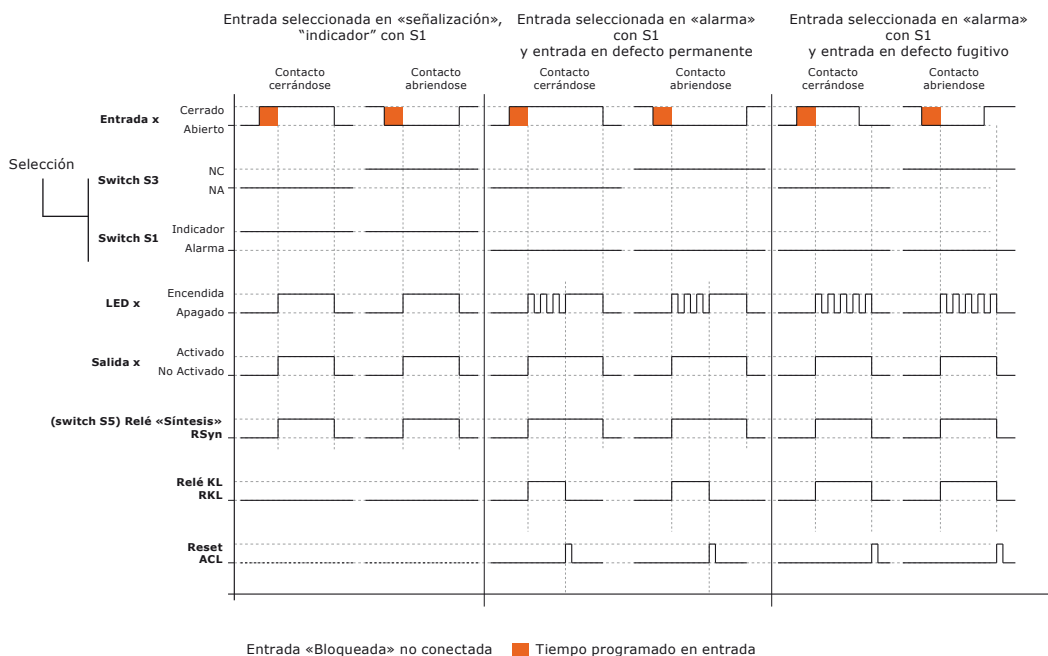 Entrada seleccionada en «señalización»,
"indicador" con S1
Entrada seleccionada en «alarma»
con S1
y entrada en defecto permanente
Entrada seleccionada en «alarma»
con S1
y entrada en defecto fugitivo
Contacto
cerrándose
Contacto
abriendose
Contacto
cerrándose
Contacto
abriendose
Contacto
cerrándose
Contacto
abriendose
Entrada x
Cerrado
Abierto
Selección
Switch S3
NC
NA
Switch S1
Indicador
Alarma
LED x
Encendida
Apagado
Salida x
Activado
No Activado
(switch S5) Relé «Síntesis»
RSyn
Relé KL
RKL
Reset
ACL
Entrada «Bloqueada» no conectada
Tiempo programado en entrada